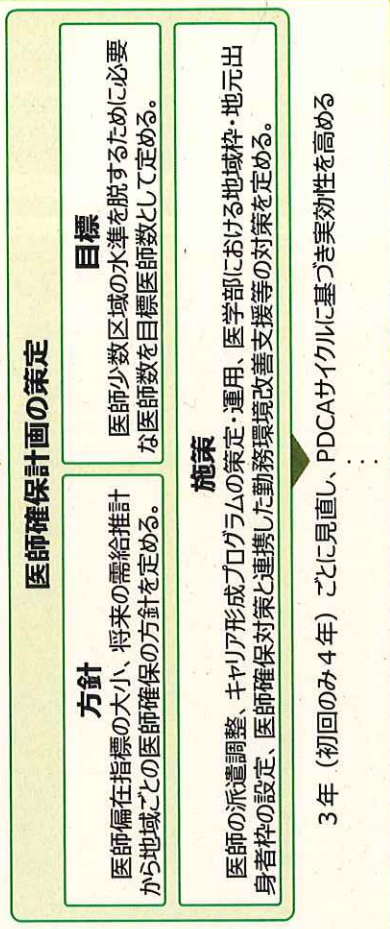 医師確保計画の策定
方針
医師偏在指標の大小、将来の需給推計
から地域ごとの医師確保の方針を定める。
目標
医師少数区域の水準を脱するために必要
な医師数を目標医師数として定める。
施策
医師の派遣調整、キャリア形成プログラムの策定・運用、医学部における地域枠・地元出
身者枠の設定、医師確保対策と連携した勤務環境改善支援等の対策を定める。
3年（初回のみ4年）ごとに見直し、PDCAサイクルに基づき実効性を高める